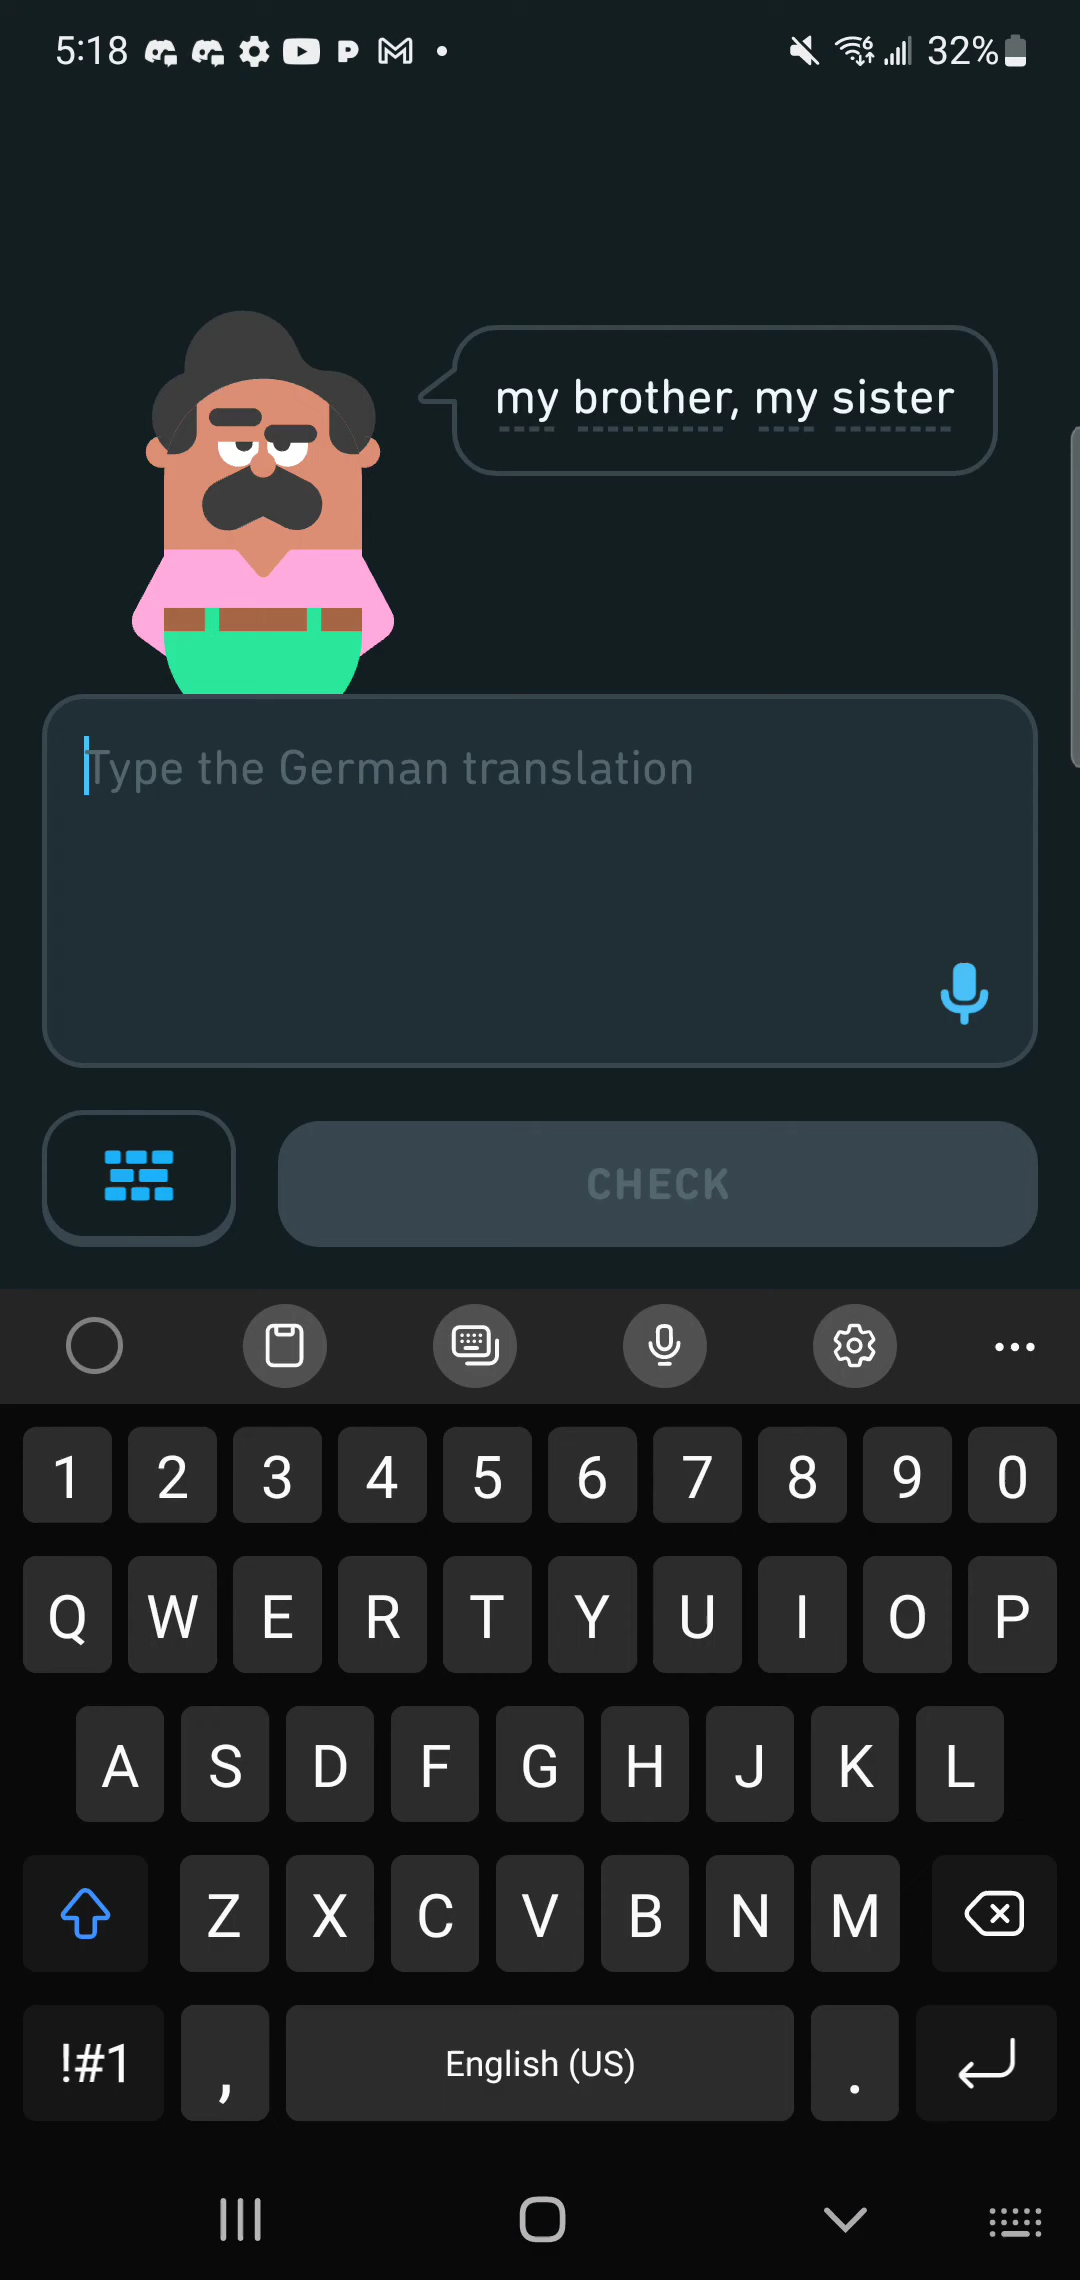 5:18 32%
my brother, my sister
Type the German translation
CHECK
1 2 3 4 5 6 7 8 9 0
Q W E R T Y U I O P
A S D F G H J K L
Z X C V B N M
!#1 , English (US) .